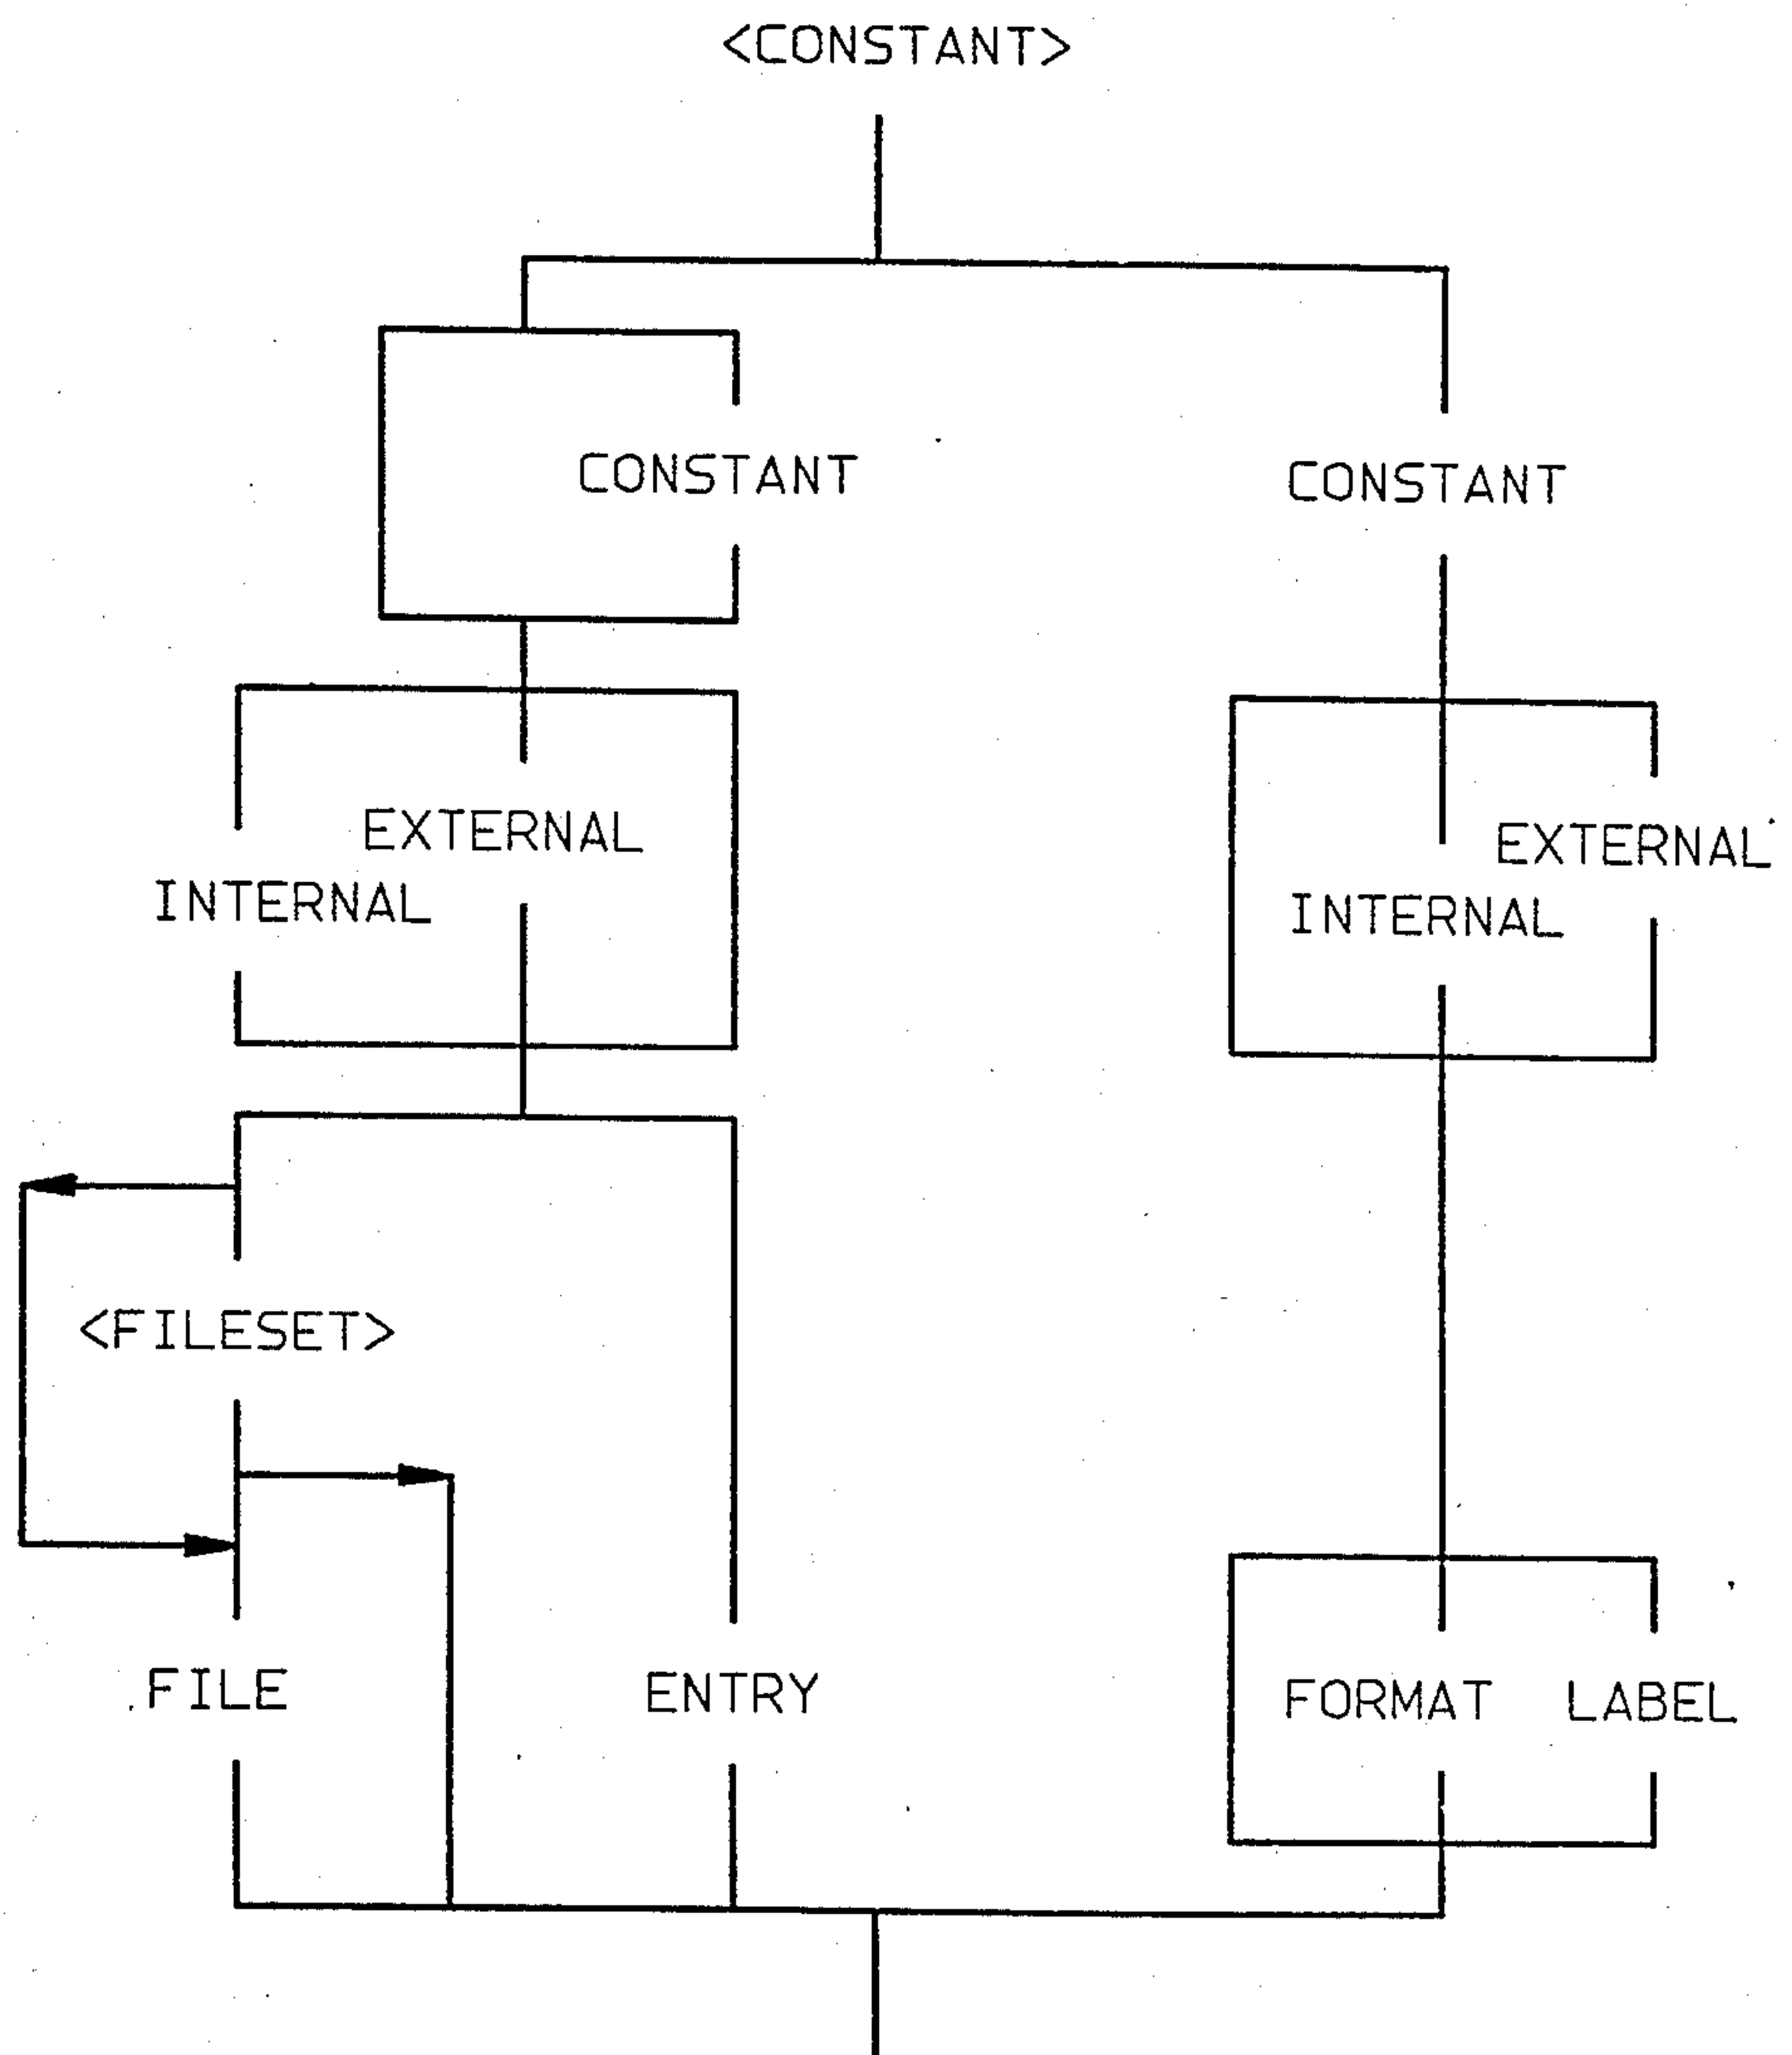 <CONSTANT>
CONSTANT
CONSTANT
EXTERNAL
EXTERNAL
INTERNAL
INTERNAL
<FILESET>
FILE
ENTRY
FORMAT
LABEL